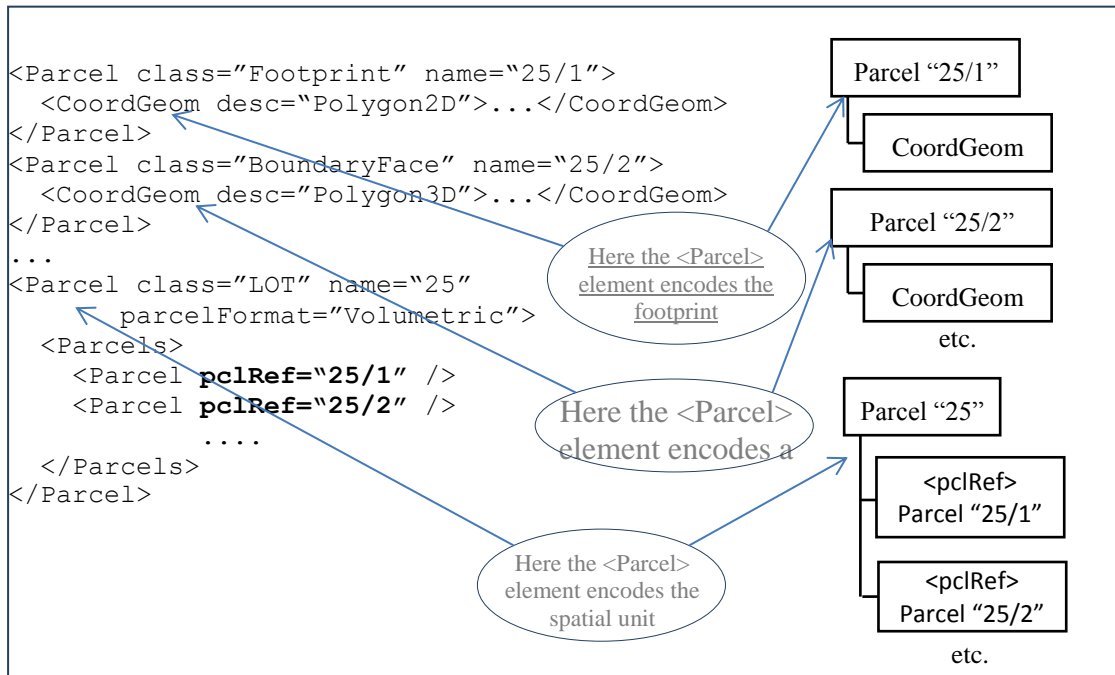 <Parcel class=”Footprint” name=“25/1”>
<CoordGeom desc=“Polygon2D”>...</CoordGeom>
</Parcel>
<Parcel class=”BoundaryFace” name=“25/2”>
<CoordGeom desc=“Polygon3D”>...</CoordGeom>
</Parcel>
...
<Parcel class=”LOT” name=“25”
parcelFormat=”Volumetric”>
<Parcels>
<Parcel pclRef=“25/1” />
<Parcel pclRef=“25/2” />
....
</Parcels>
</Parcel>
Here the <Parcel>
element encodes the
footprint
Here the <Parcel>
element encodes a
Here the <Parcel>
element encodes the
spatial unit
Parcel “25/1”
CoordGeom
Parcel “25/2”
CoordGeom
etc.
Parcel “25”
<pclRef>
Parcel “25/1”
<pclRef>
Parcel “25/2”
etc.